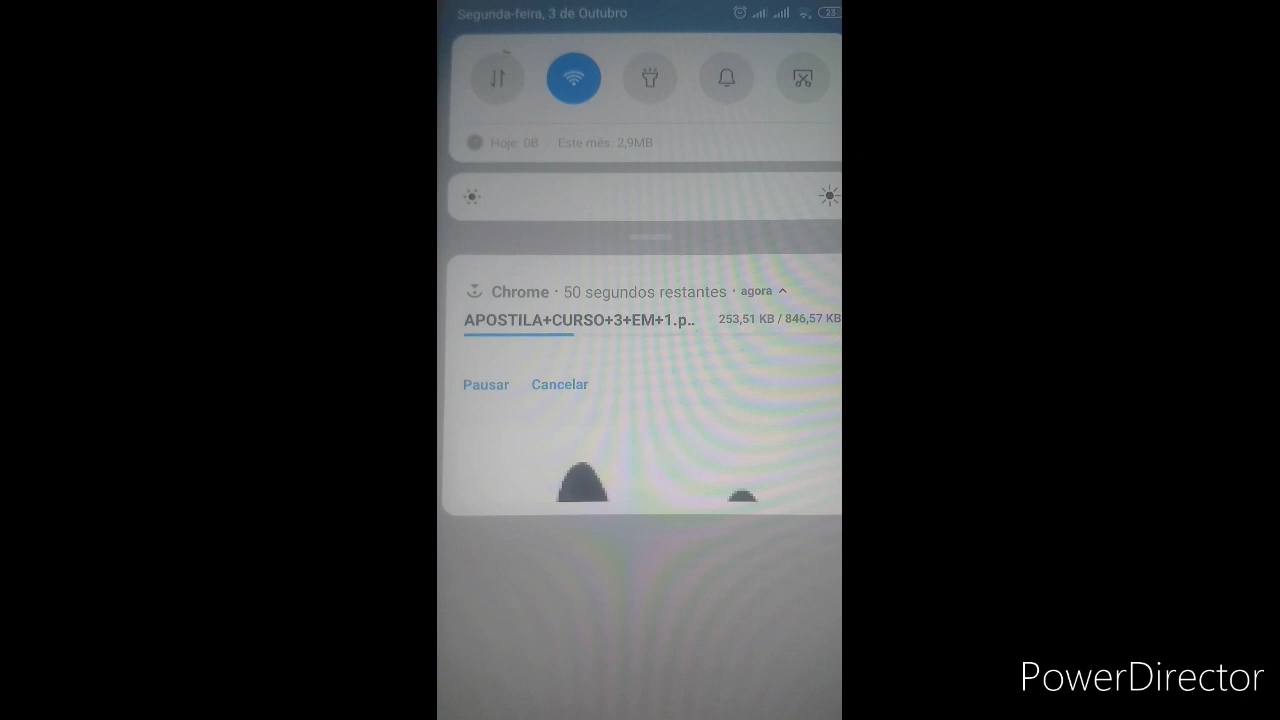 Segunda-feira, 3 de Outubro
23
Hoje: 0B Este mês: 2,9MB
Chrome · 50 segundos restantes · agora
APOSTILA+CURSO+3+EM+1.p.. 253,51 KB / 846,57 KB
Pausar Cancelar
PowerDirector